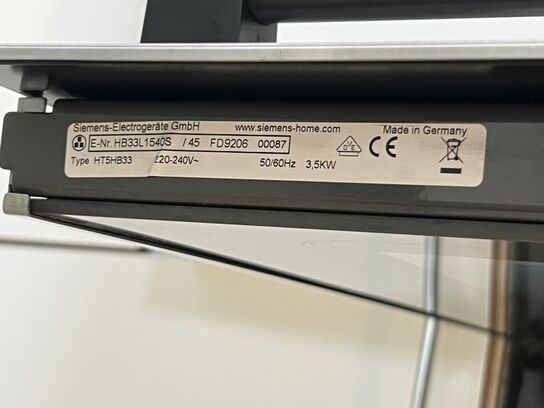 Siemens-Electrogeräte GmbH www.siemens-home.com Made in Germany
E-Nr. HB33L1540S / 45 FD9206 00087
Type HT5HB33 220-240V~ 50/60Hz 3,5KW